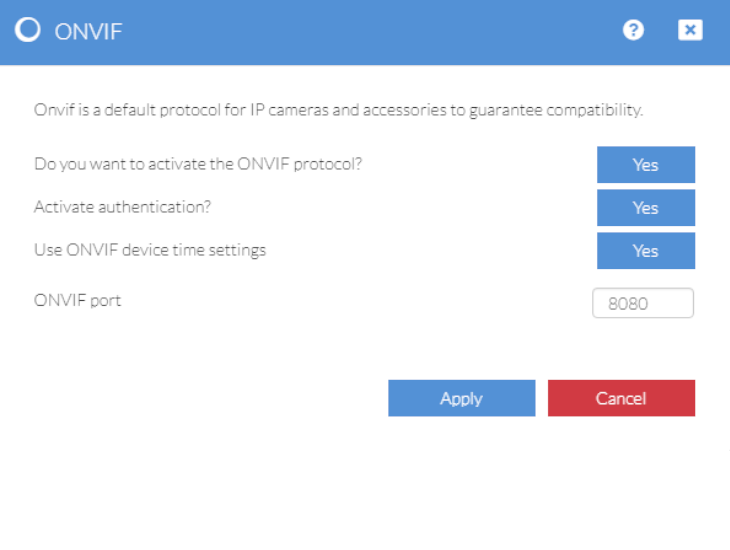 ONVIF
?
Onvif is a default protocol for IP cameras and accessories to guarantee compatibility.
Do you want to activate the ONVIF protocol? Yes
Activate authentication? Yes
Use ONVIF device time settings Yes
ONVIF port 8080
Apply Cancel